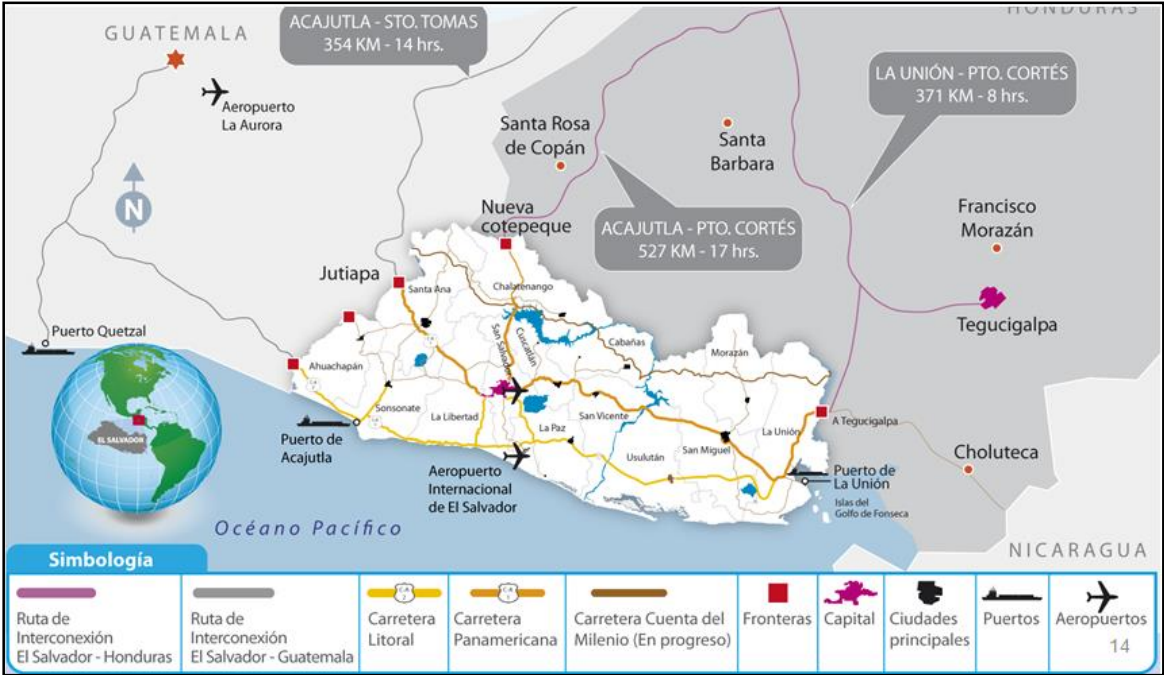 HONDURAS
GUATEMALA
ACAJUTLA - STO. TOMAS
354 KM - 14 hrs.
LA UNIÓN - PTO. CORTÉS
371 KM - 8 hrs.
Aeropuerto
La Aurora
Santa Rosa
de Copán
Santa
Barbara
N
Nueva
cotepeque
ACAJUTLA - PTO. CORTÉS
527 KM - 17 hrs.
Francisco
Morazán
Jutiapa
Santa Ana
Chalatenango
Tegucigalpa
Puerto Quetzal
San Salvador
Cuscatlán
Cabañas
Morazán
Ahuachapán
CA
2
Sonsonate
La Libertad
La Paz
San Vicente
Usulután
San Miguel
La Unión
A Tegucigalpa
EL SALVADOR
Puerto de
Acajutla
Aeropuerto
Internacional
de El Salvador
Puerto de
La Unión
Islas del
Golfo de Fonseca
Choluteca
Océano Pacífico
NICARAGUA
Simbología
CA
2
CA
1
Ruta de
Interconexión
El Salvador - Honduras
Ruta de
Interconexión
El Salvador - Guatemala
Carretera
Litoral
Carretera
Panamericana
Carretera Cuenta del
Milenio (En progreso)
Fronteras
Capital
Ciudades
principales
Puertos
Aeropuertos
14